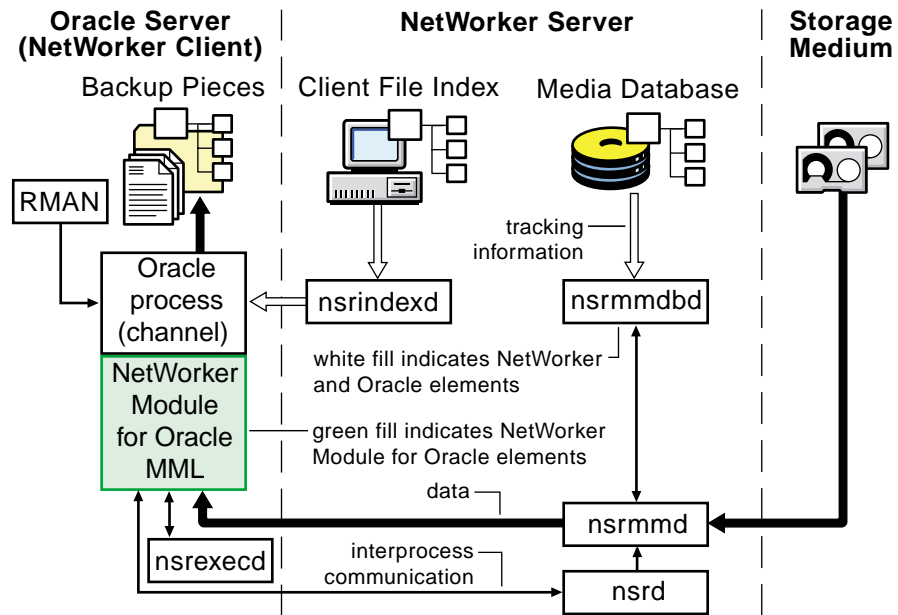 Oracle Server
(NetWorker Client)
NetWorker Server
Storage
Medium
Backup Pieces
Client File Index
Media Database
RMAN
tracking
information
Oracle
process
(channel)
nsrindexd
nsrmmdbd
white fill indicates NetWorker
and Oracle elements
NetWorker
Module
for Oracle
MML
green fill indicates NetWorker
Module for Oracle elements
data
nsrmmd
nsrexecd
interprocess
communication
nsrd